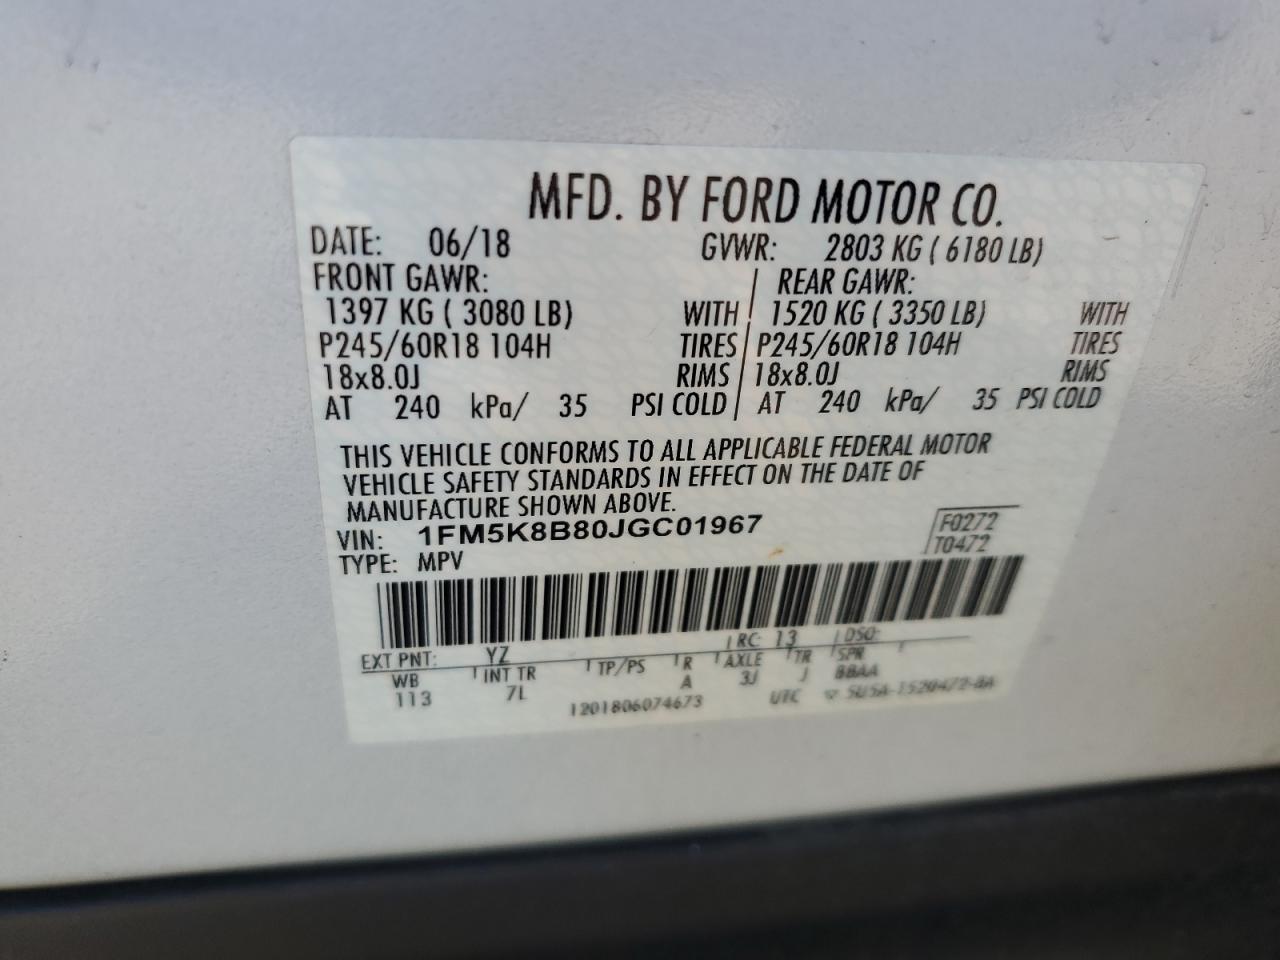 MFD. BY FORD MOTOR CO.
DATE: 06/18 GVWR: 2803 KG ( 6180 LB)
FRONT GAWR: REAR GAWR:
1397 KG ( 3080 LB) WITH 1520 KG ( 3350 LB) WITH
P245/60R18 104H TIRES P245/60R18 104H TIRES
18x8.0J RIMS 18x8.0J RIMS
AT 240 kPa/ 35 PSI COLD AT 240 kPa/ 35 PSI COLD
THIS VEHICLE CONFORMS TO ALL APPLICABLE FEDERAL MOTOR
VEHICLE SAFETY STANDARDS IN EFFECT ON THE DATE OF
MANUFACTURE SHOWN ABOVE.
VIN: 1FM5K8B80JGC01967 F0272
TYPE: MPV T0472
EXT PNT: YZ RC: 13 DSO:
WB INT TR TP/PS R AXLE TR SPR
113 7L A 3J J BBAA
1201806074673 UTC